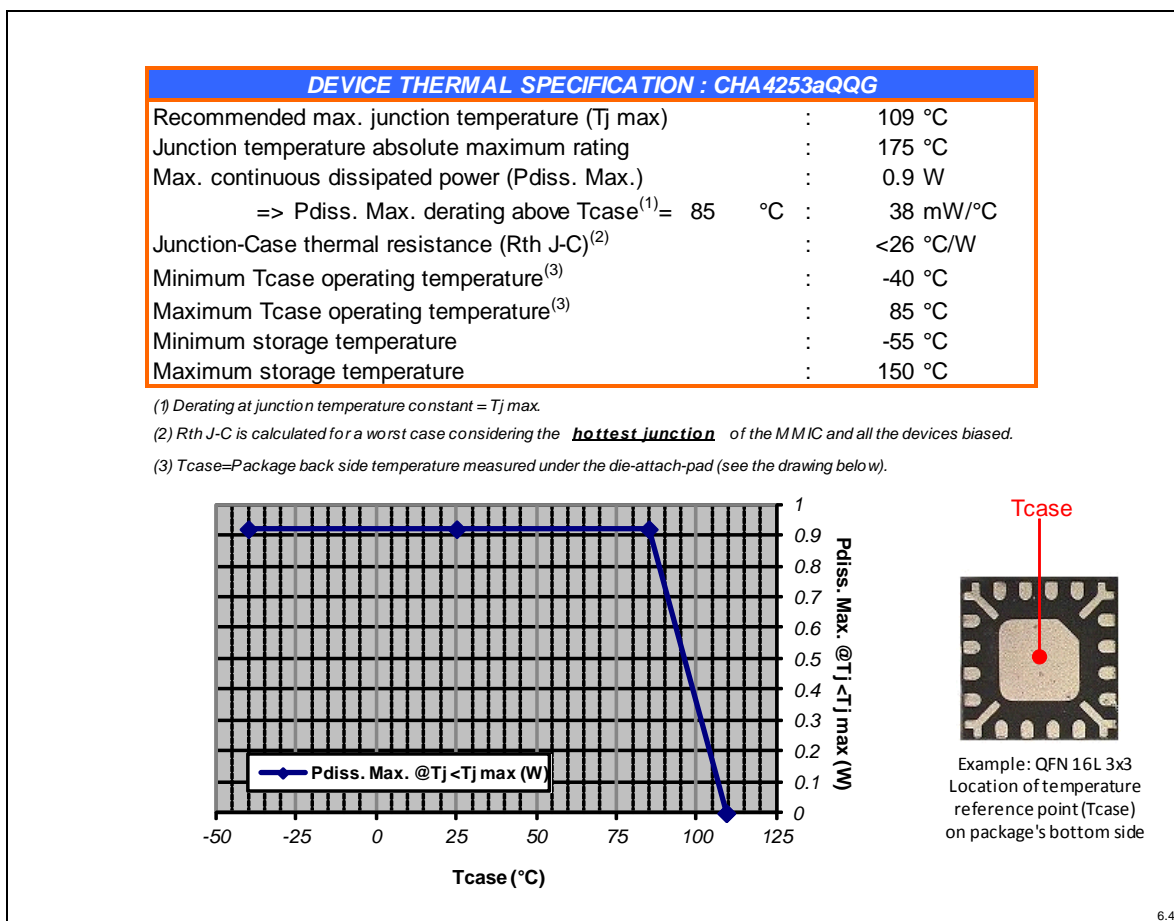 DEVICE THERMAL SPECIFICATION : CHA4253aQQG
Recommended max. junction temperature (Tj max) : 109 °C
Junction temperature absolute maximum rating : 175 °C
Max. continuous dissipated power (Pdiss. Max.) : 0.9 W
=> Pdiss. Max. derating above Tcase(1)= 85 °C : 38 mW/°C
Junction-Case thermal resistance (Rth J-C)(2) : <26 °C/W
Minimum Tcase operating temperature(3) : -40 °C
Maximum Tcase operating temperature(3) : 85 °C
Minimum storage temperature : -55 °C
Maximum storage temperature : 150 °C
(1) Derating at junction temperature constant = Tj max.
(2) Rth J-C is calculated for a worst case considering the hottest junction of the MMIC and all the devices biased.
(3) Tcase=Package back side temperature measured under the die-attach-pad (see the drawing below).
1
0.9
0.8
0.7
0.6
0.5
0.4
0.3
0.2
0.1
0
Pdiss. Max. @Tj <Tj max (W)
Pdiss. Max. @Tj <Tj max (W)
-50 -25 0 25 50 75 100 125
Tcase (°C)
Tcase
Example: QFN 16L 3x3
Location of temperature
reference point (Tcase)
on package's bottom side
6.4